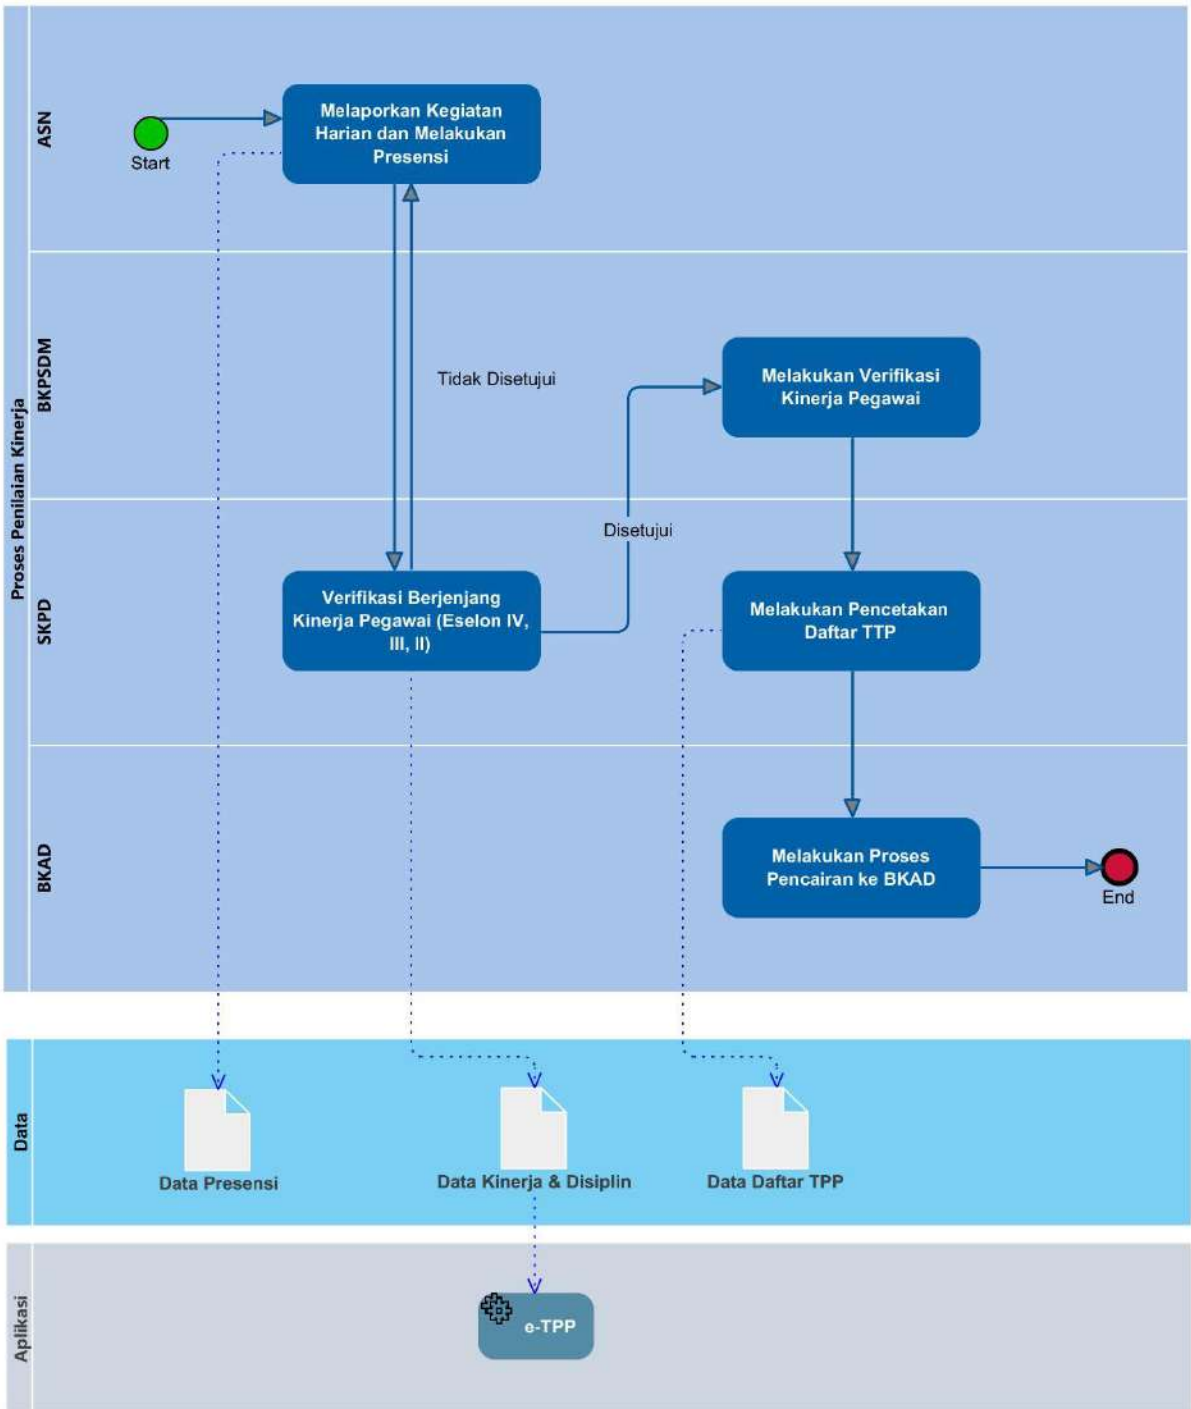 Proses Penilaian Kinerja
ASN
Start
Melaporkan Kegiatan
Harian dan Melakukan
Presensi
BKPSDM
Tidak Disetujui
Melakukan Verifikasi
Kinerja Pegawai
SKPD
Disetujui
Verifikasi Berjenjang
Kinerja Pegawai (Eselon IV,
III, II)
Melakukan Pencetakan
Daftar TTP
BKAD
Melakukan Proses
Pencairan ke BKAD
End
Data
Data Presensi
Data Kinerja & Disiplin
Data Daftar TPP
Aplikasi
e-TPP